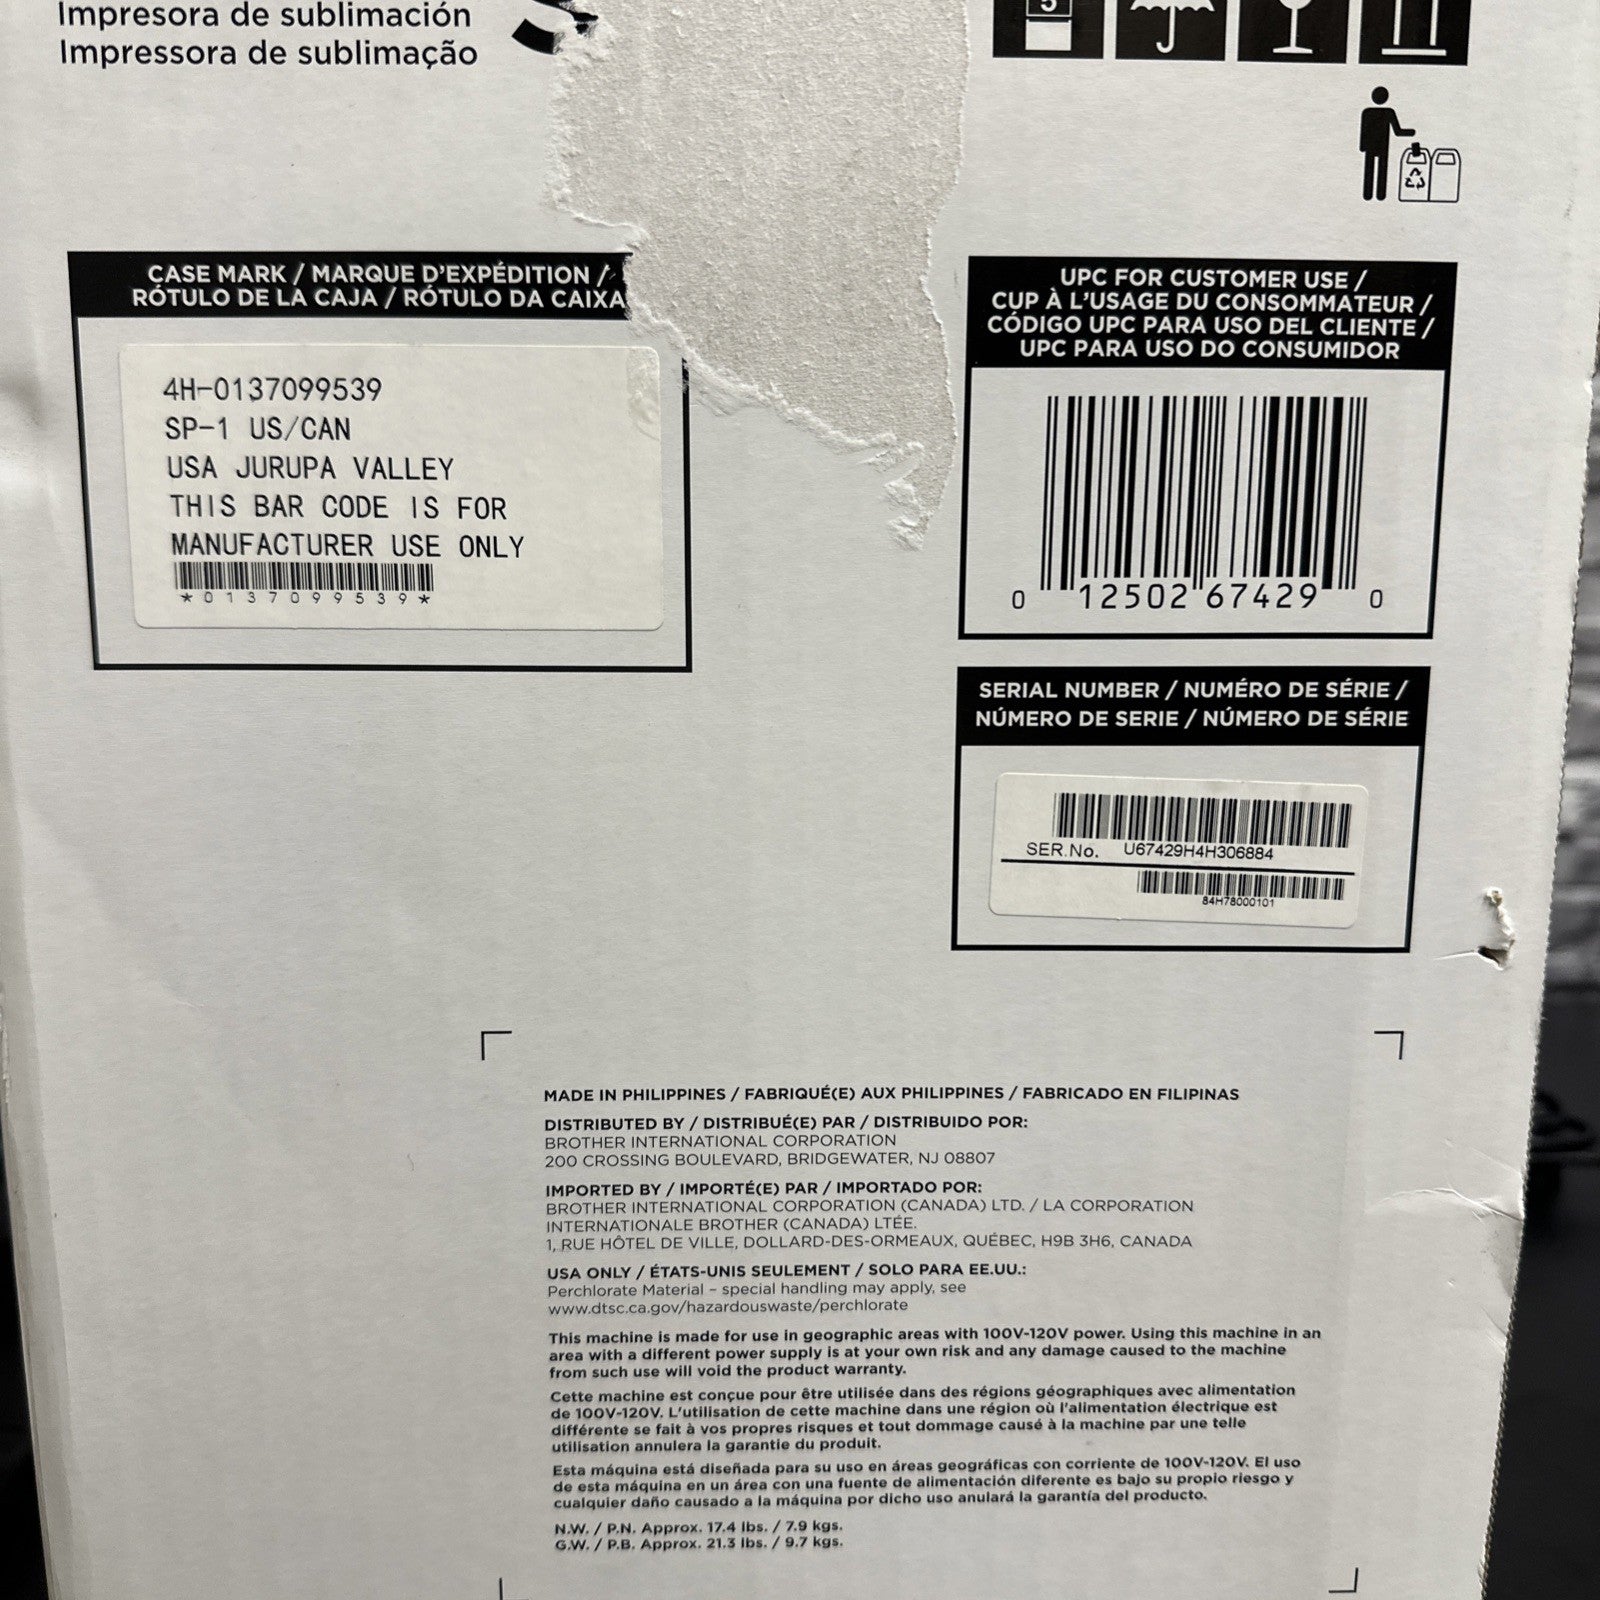 Impresora de sublimación
Impressora de sublimação
5
CASE MARK / MARQUE D'EXPÉDITION /
RÓTULO DE LA CAJA / RÓTULO DA CAIXA
4H-0137099539
SP-1 US/CAN
USA JURUPA VALLEY
THIS BAR CODE IS FOR
MANUFACTURER USE ONLY
*0137099539*
UPC FOR CUSTOMER USE /
CUP À L'USAGE DU CONSOMMATEUR /
CÓDIGO UPC PARA USO DEL CLIENTE /
UPC PARA USO DO CONSUMIDOR
0 12502 67429 0
SERIAL NUMBER / NUMÉRO DE SÉRIE /
NÚMERO DE SERIE / NÚMERO DE SÉRIE
SER.No. U67429H4H306884
84H78000101
MADE IN PHILIPPINES / FABRIQUÉ(E) AUX PHILIPPINES / FABRICADO EN FILIPINAS
DISTRIBUTED BY / DISTRIBUÉ(E) PAR / DISTRIBUIDO POR:
BROTHER INTERNATIONAL CORPORATION
200 CROSSING BOULEVARD, BRIDGEWATER, NJ 08807
IMPORTED BY / IMPORTÉ(E) PAR / IMPORTADO POR:
BROTHER INTERNATIONAL CORPORATION (CANADA) LTD. / LA CORPORATION
INTERNATIONALE BROTHER (CANADA) LTÉE.
1, RUE HÔTEL DE VILLE, DOLLARD-DES-ORMEAUX, QUÉBEC, H9B 3H6, CANADA
USA ONLY / ÉTATS-UNIS SEULEMENT / SOLO PARA EE.UU.:
Perchlorate Material – special handling may apply, see
www.dtsc.ca.gov/hazardouswaste/perchlorate
This machine is made for use in geographic areas with 100V-120V power. Using this machine in an
area with a different power supply is at your own risk and any damage caused to the machine
from such use will void the product warranty.
Cette machine est conçue pour être utilisée dans des régions géographiques avec alimentation
de 100V-120V. L'utilisation de cette machine dans une région où l'alimentation électrique est
différente se fait à vos propres risques et tout dommage causé à la machine par une telle
utilisation annulera la garantie du produit.
Esta máquina está diseñada para su uso en áreas geográficas con corriente de 100V-120V. El uso
de esta máquina en un área con una fuente de alimentación diferente es bajo su propio riesgo y
cualquier daño causado a la máquina por dicho uso anulará la garantía del producto.
N.W. / P.N. Approx. 17.4 lbs. / 7.9 kgs.
G.W. / P.B. Approx. 21.3 lbs. / 9.7 kgs.